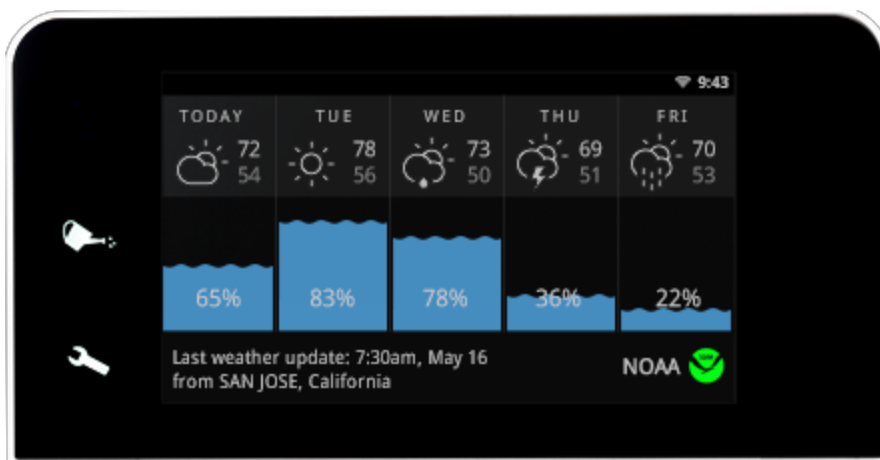 9:43
TODAY TUE WED THU FRI
72 78 73 69 70
54 56 50 51 53
65% 83% 78% 36% 22%
Last weather update: 7:30am, May 16
from SAN JOSE, California
NOAA